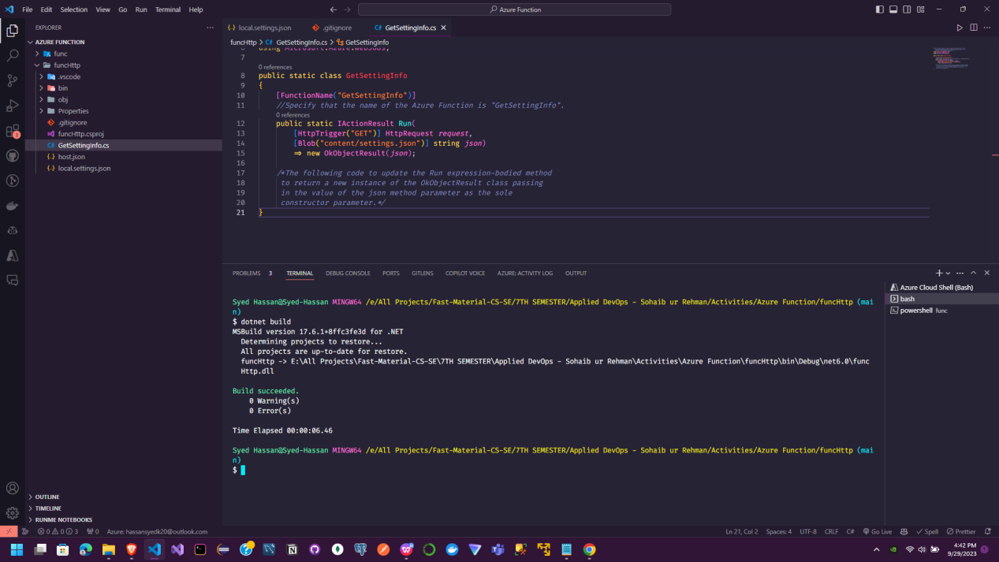 File Edit Selection View Go Run Terminal Help
Azure Function
EXPLORER
AZURE FUNCTION
func
funcHttp
.vscode
bin
obj
Properties
.gitignore
funcHttp.csproj
GetSettingInfo.cs
host.json
local.settings.json
OUTLINE
TIMELINE
RUNME NOTEBOOKS
3
local.settings.json .gitignore GetSettingInfo.cs
funcHttp > GetSettingInfo.cs > GetSettingInfo
6 using Microsoft.Azure.WebJobs;
7
0 references
8 public static class GetSettingInfo
9 {
10 [FunctionName("GetSettingInfo")]
11 //Specify that the name of the Azure Function is "GetSettingInfo".
0 references
12 public static IActionResult Run(
13 [HttpTrigger("GET")] HttpRequest request,
14 [Blob("content/settings.json")] string json)
15 => new OkObjectResult(json);
16
17 /*The following code to update the Run expression-bodied method
18 to return a new instance of the OkObjectResult class passing
19 in the value of the json method parameter as the sole
20 constructor parameter.*/
21 }
PROBLEMS 3 TERMINAL DEBUG CONSOLE PORTS GITLENS COPILOT VOICE AZURE: ACTIVITY LOG OUTPUT
Syed Hassan@Syed-Hassan MINGW64 /e/All Projects/Fast-Material-CS-SE/7TH SEMESTER/Applied DevOps - Sohaib ur Rehman/Activities/Azure Function/funcHttp (mai
n)
$ dotnet build
MSBuild version 17.6.1+8ffc3fe3d for .NET
Determining projects to restore...
All projects are up-to-date for restore.
funcHttp -> E:\All Projects\Fast-Material-CS-SE\7TH SEMESTER\Applied DevOps - Sohaib ur Rehman\Activities\Azure Function\funcHttp\bin\Debug\net6.0\func
Http.dll
Build succeeded.
0 Warning(s)
0 Error(s)
Time Elapsed 00:00:06.46
Syed Hassan@Syed-Hassan MINGW64 /e/All Projects/Fast-Material-CS-SE/7TH SEMESTER/Applied DevOps - Sohaib ur Rehman/Activities/Azure Function/funcHttp (mai
n)
$
Azure Cloud Shell (Bash)
bash
powershell func
0 0 3 0 Azure: hassansyedk20@outlook.com Ln 21, Col 2 Spaces: 4 UTF-8 CRLF C# Go Live Spell Prettier
4:42 PM
9/29/2023